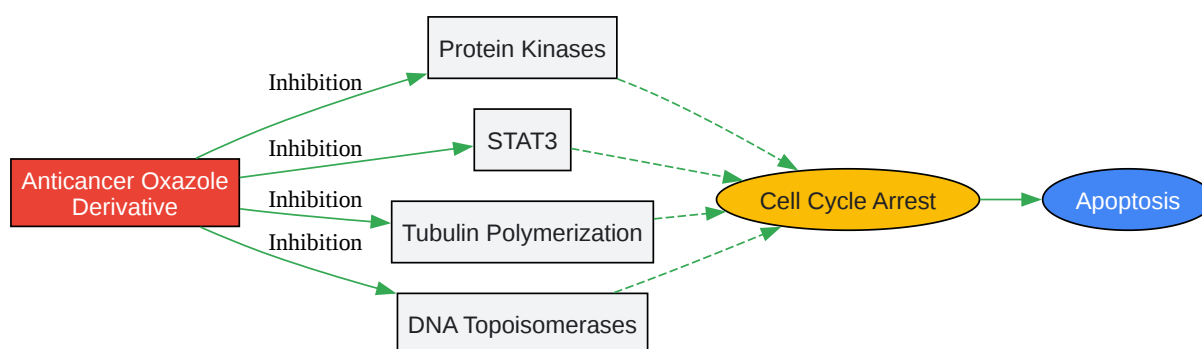 Anticancer Oxazole
Derivative
Inhibition
Inhibition
Inhibition
Inhibition
Protein Kinases
STAT3
Tubulin Polymerization
DNA Topoisomerases
Cell Cycle Arrest
Apoptosis